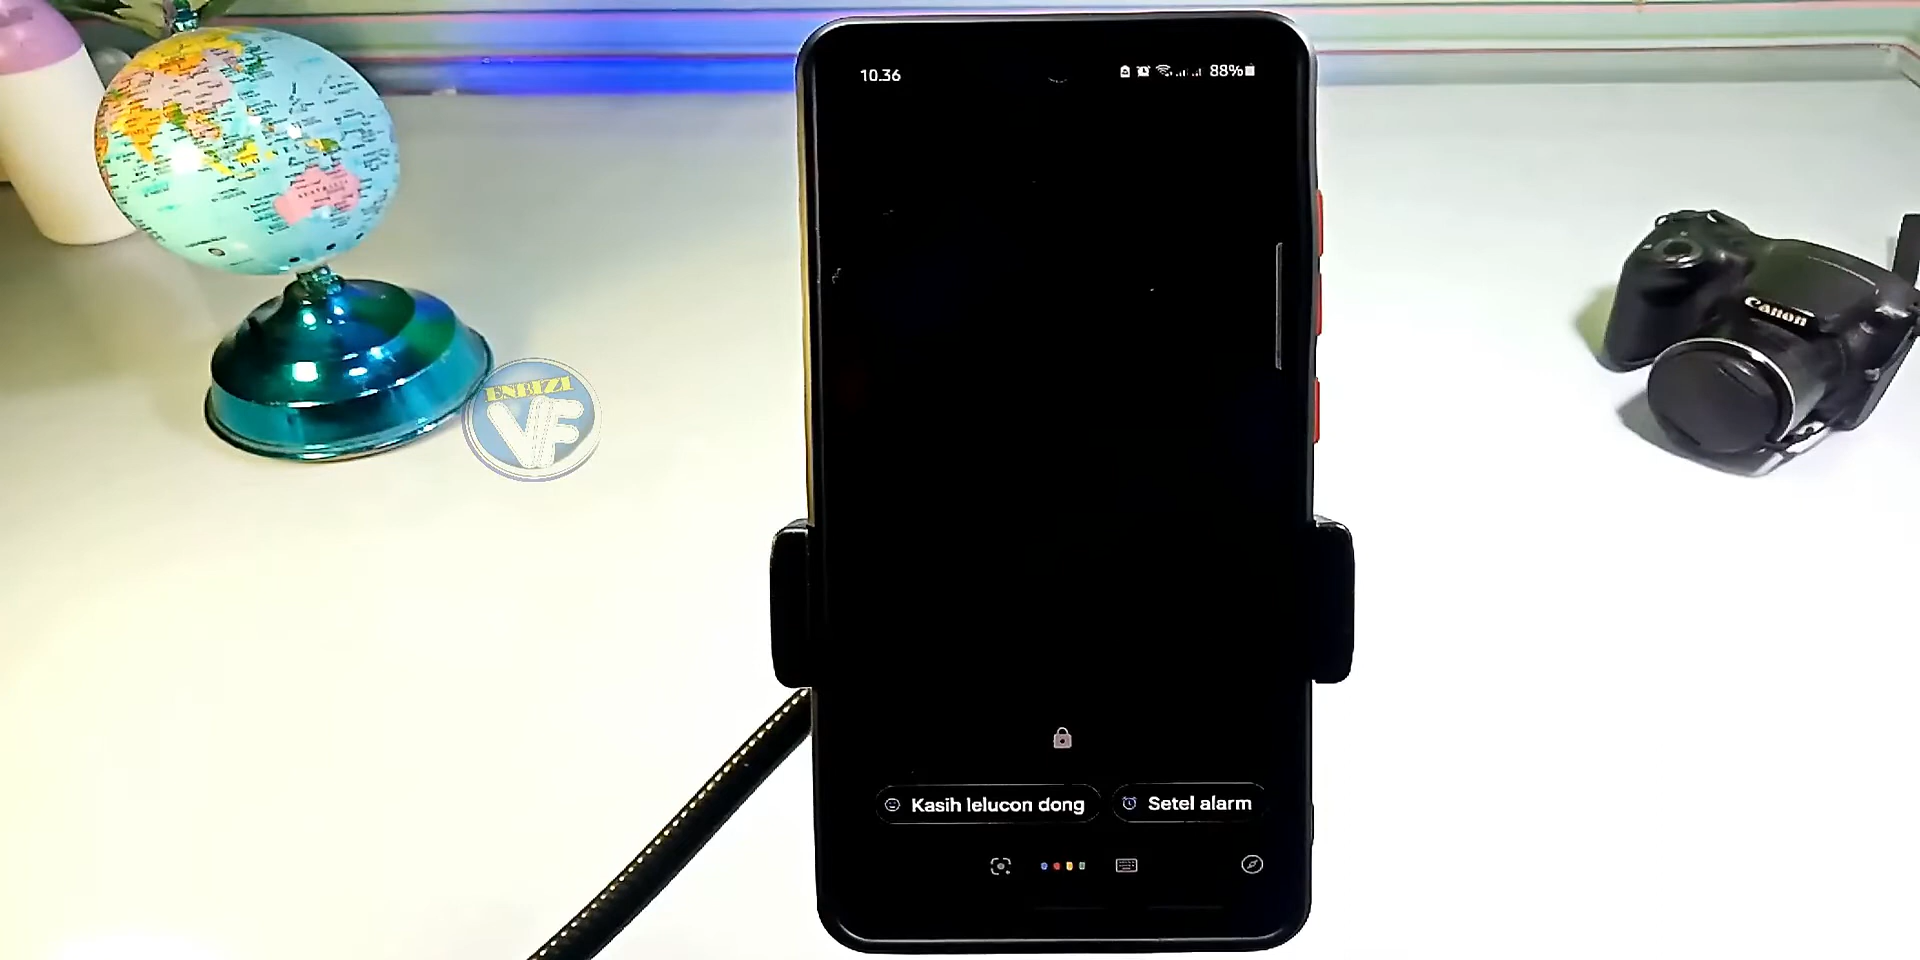 10.36
88%
ENBIZI
VF
Canon
Kasih lelucon dong
Setel alarm